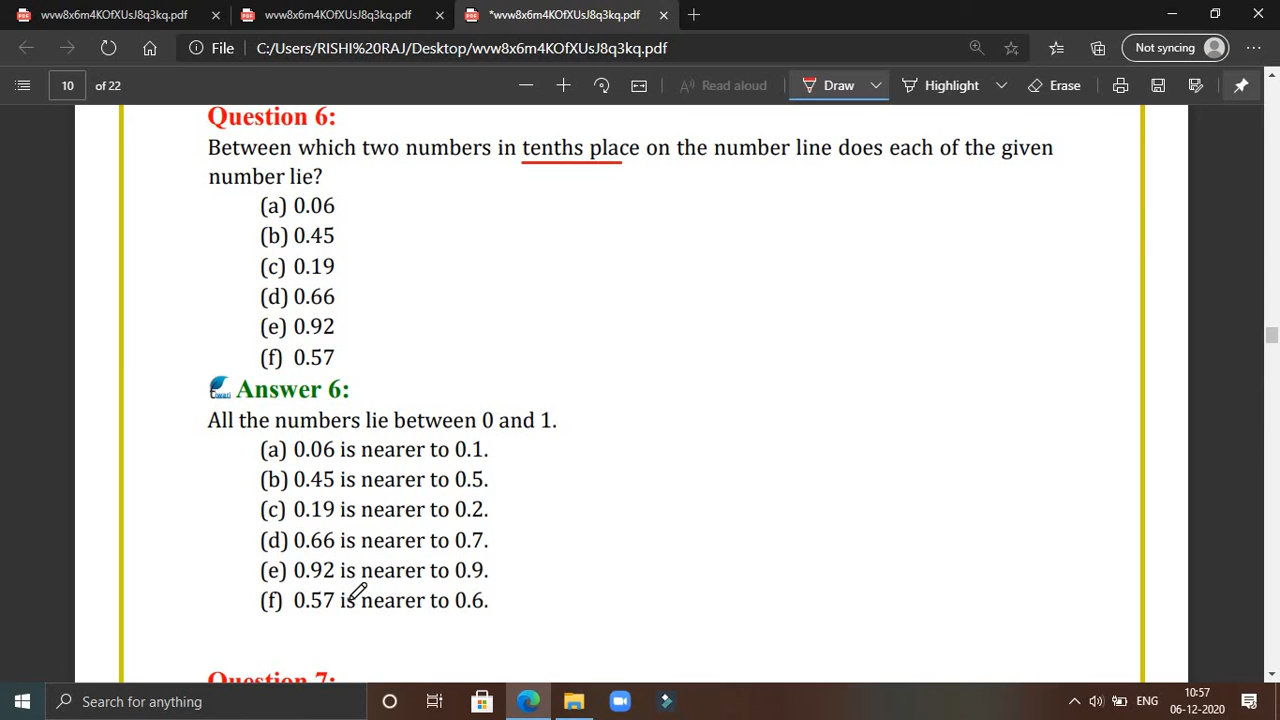 wvw8x6m4KOfXUsJ8q3kq.pdf
wvw8x6m4KOfXUsJ8q3kq.pdf
*wvw8x6m4KOfXUsJ8q3kq.pdf
File C:/Users/RISHI%20RAJ/Desktop/wvw8x6m4KOfXUsJ8q3kq.pdf
Not syncing
10 of 22
Read aloud
Draw
Highlight
Erase
Question 6:
Between which two numbers in tenths place on the number line does each of the given
number lie?
(a) 0.06
(b) 0.45
(c) 0.19
(d) 0.66
(e) 0.92
(f) 0.57
Answer 6:
All the numbers lie between 0 and 1.
(a) 0.06 is nearer to 0.1.
(b) 0.45 is nearer to 0.5.
(c) 0.19 is nearer to 0.2.
(d) 0.66 is nearer to 0.7.
(e) 0.92 is nearer to 0.9.
(f) 0.57 is nearer to 0.6.
Question 7:
Search for anything
ENG
10:57
06-12-2020